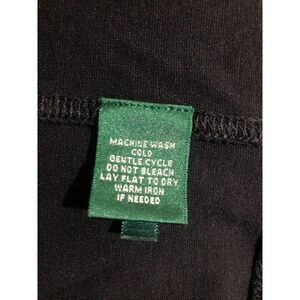 MACHINE WASH
COLD
GENTLE CYCLE
DO NOT BLEACH
LAY FLAT TO DRY
WARM IRON
IF NEEDED